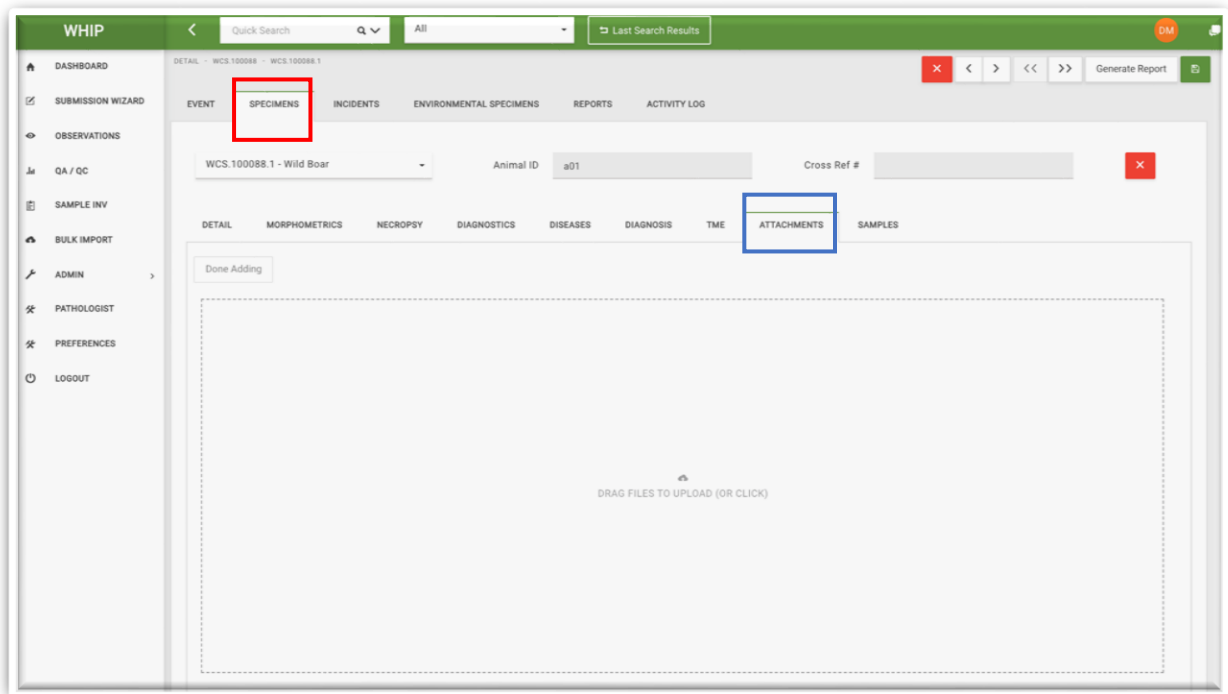 WHIP
Quick Search
All
Last Search Results
DM
DASHBOARD
SUBMISSION WIZARD
OBSERVATIONS
QA / QC
SAMPLE INV
BULK IMPORT
ADMIN
PATHOLOGIST
PREFERENCES
LOGOUT
DETAIL - WCS.100088 - WCS.100088.1
< > << >> Generate Report
EVENT SPECIMENS INCIDENTS ENVIRONMENTAL SPECIMENS REPORTS ACTIVITY LOG
WCS.100088.1 - Wild Boar Animal ID a01 Cross Ref #
DETAIL MORPHOMETRICS NECROPSY DIAGNOSTICS DISEASES DIAGNOSIS TME ATTACHMENTS SAMPLES
Done Adding
DRAG FILES TO UPLOAD (OR CLICK)